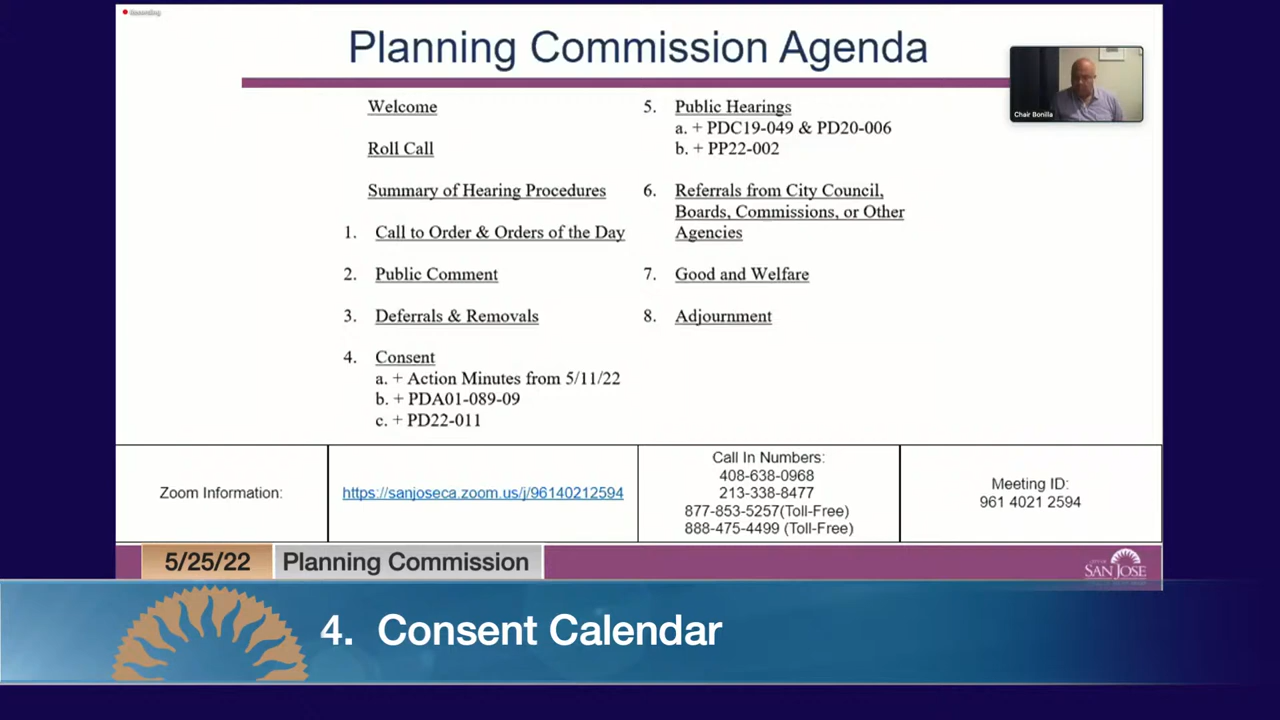 Recording
Planning Commission Agenda
Chair Bonilla
Welcome
Roll Call
Summary of Hearing Procedures
1. Call to Order & Orders of the Day
2. Public Comment
3. Deferrals & Removals
4. Consent
a. + Action Minutes from 5/11/22
b. + PDA01-089-09
c. + PD22-011
5. Public Hearings
a. + PDC19-049 & PD20-006
b. + PP22-002
6. Referrals from City Council,
Boards, Commissions, or Other
Agencies
7. Good and Welfare
8. Adjournment
Zoom Information:
https://sanjoseca.zoom.us/j/96140212594
Call In Numbers:
408-638-0968
213-338-8477
877-853-5257(Toll-Free)
888-475-4499 (Toll-Free)
Meeting ID:
961 4021 2594
5/25/22 Planning Commission
SAN JOSE
4. Consent Calendar